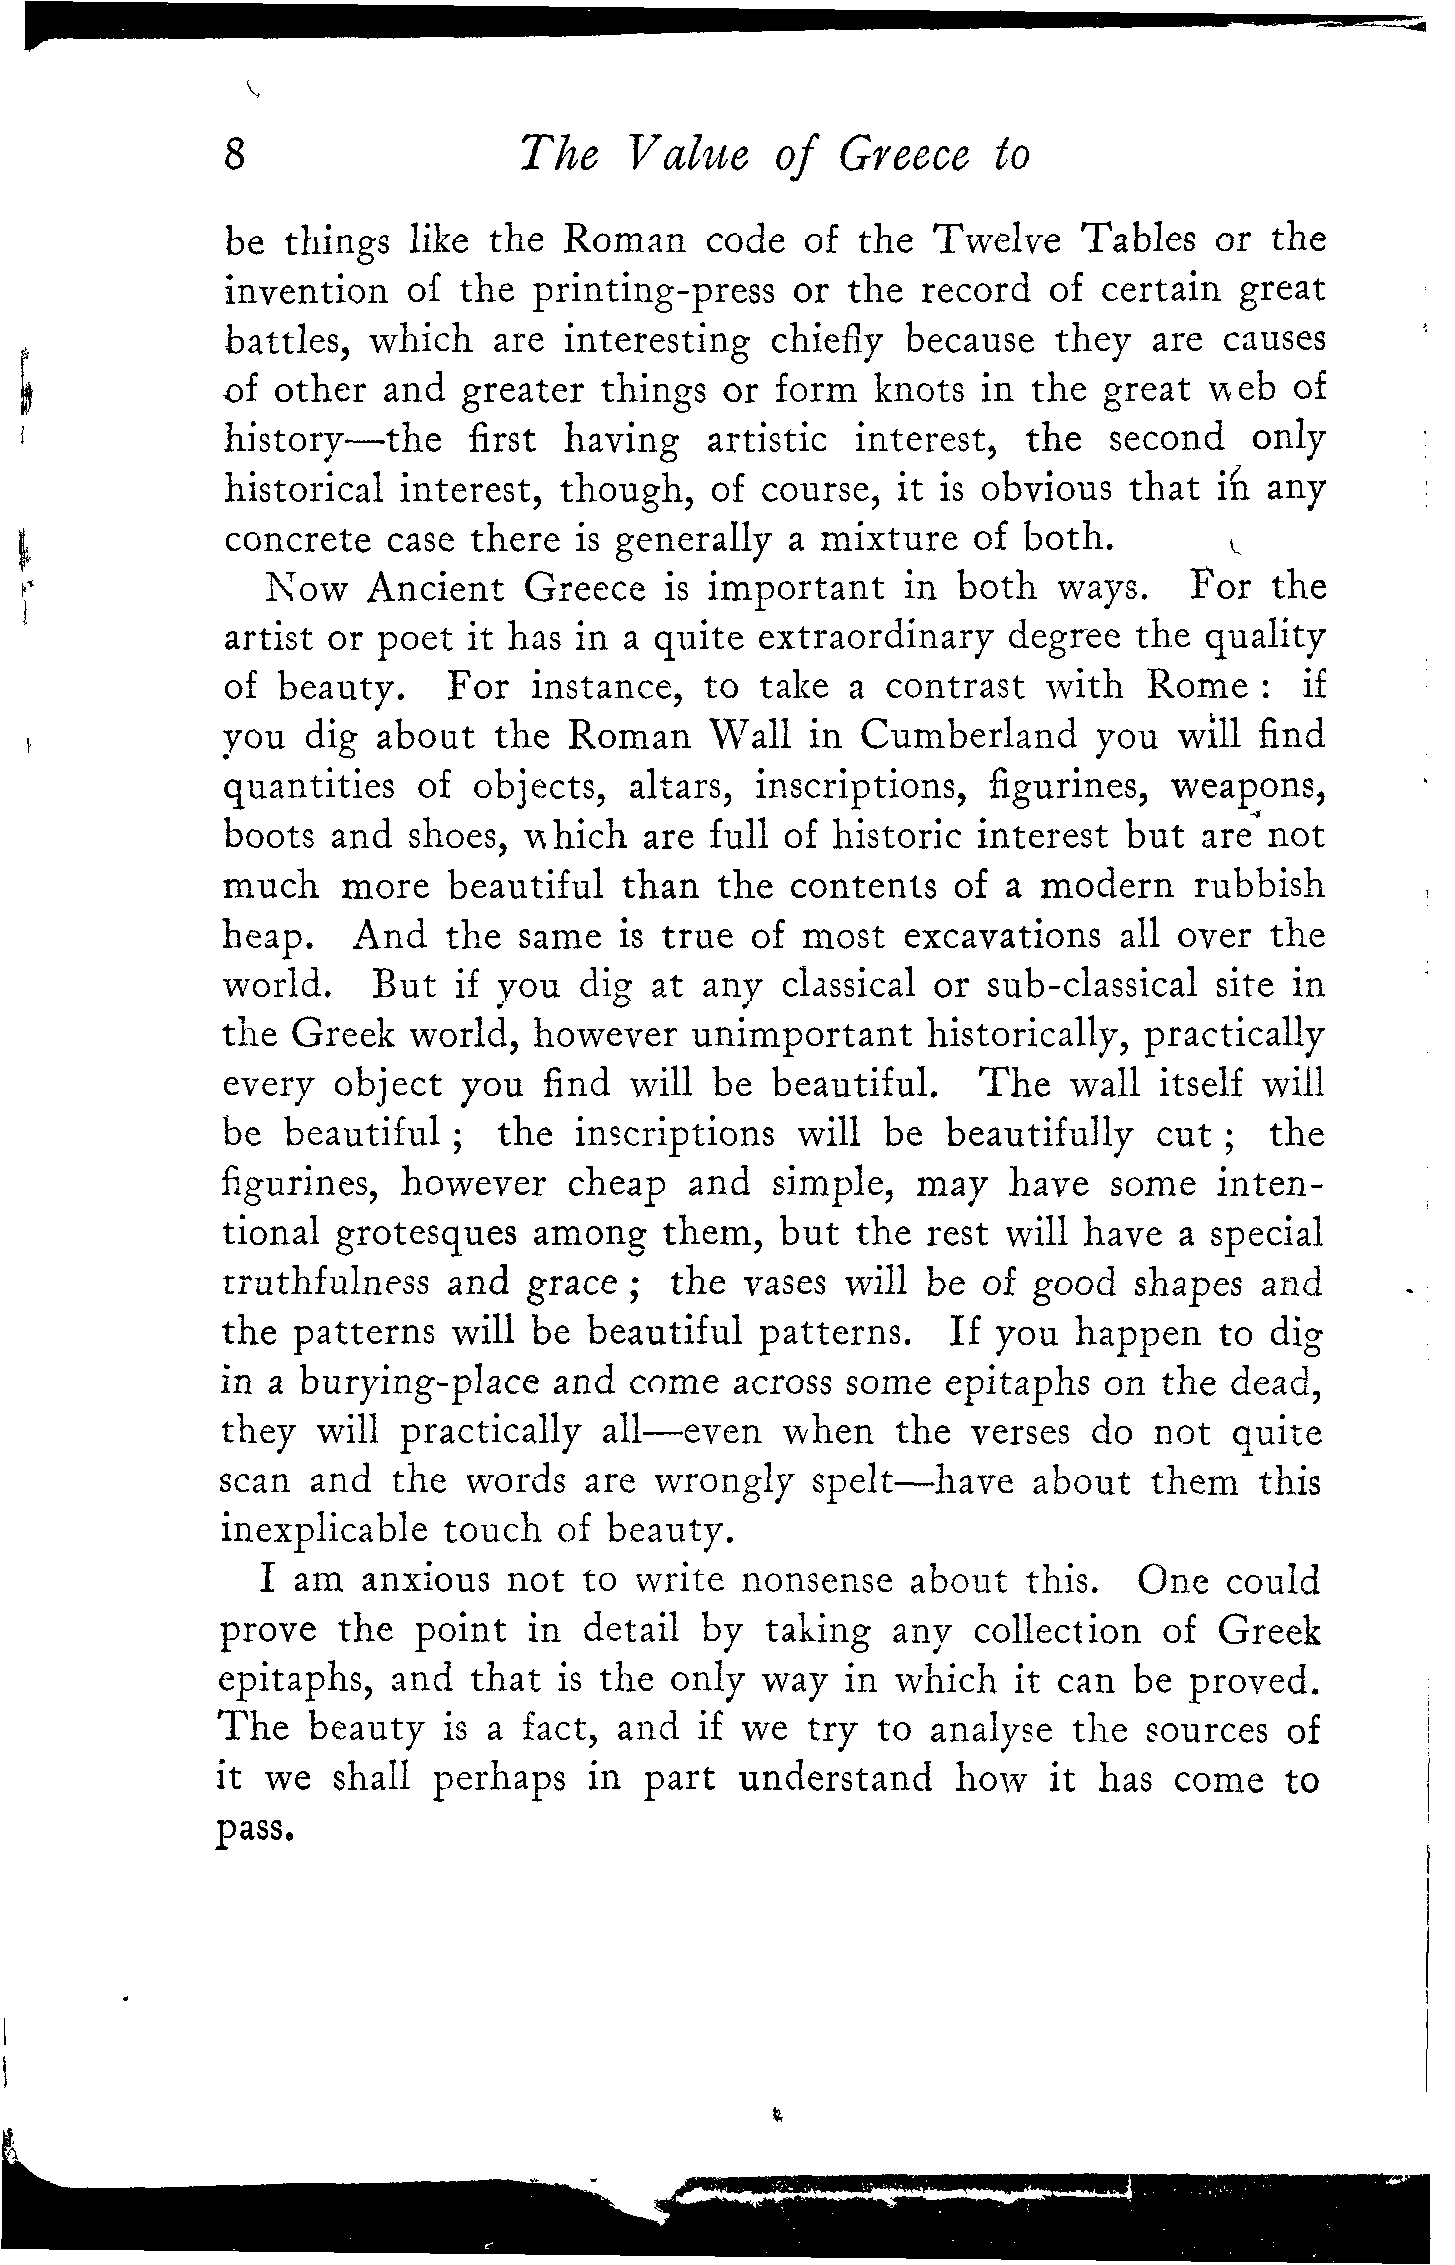 8 The Value of Greece to
be things like the Roman code of the Twelve Tables or the
invention of the printing-press or the record of certain great
battles, which are interesting chiefly because they are causes
of other and greater things or form knots in the great web of
history—the first having artistic interest, the second only
historical interest, though, of course, it is obvious that in any
concrete case there is generally a mixture of both.
Now Ancient Greece is important in both ways. For the
artist or poet it has in a quite extraordinary degree the quality
of beauty. For instance, to take a contrast with Rome : if
you dig about the Roman Wall in Cumberland you will find
quantities of objects, altars, inscriptions, figurines, weapons,
boots and shoes, which are full of historic interest but are not
much more beautiful than the contents of a modern rubbish
heap. And the same is true of most excavations all over the
world. But if you dig at any classical or sub-classical site in
the Greek world, however unimportant historically, practically
every object you find will be beautiful. The wall itself will
be beautiful ; the inscriptions will be beautifully cut ; the
figurines, however cheap and simple, may have some inten-
tional grotesques among them, but the rest will have a special
truthfulness and grace ; the vases will be of good shapes and
the patterns will be beautiful patterns. If you happen to dig
in a burying-place and come across some epitaphs on the dead,
they will practically all—even when the verses do not quite
scan and the words are wrongly spelt—have about them this
inexplicable touch of beauty.
I am anxious not to write nonsense about this. One could
prove the point in detail by taking any collection of Greek
epitaphs, and that is the only way in which it can be proved.
The beauty is a fact, and if we try to analyse the sources of
it we shall perhaps in part understand how it has come to
pass.